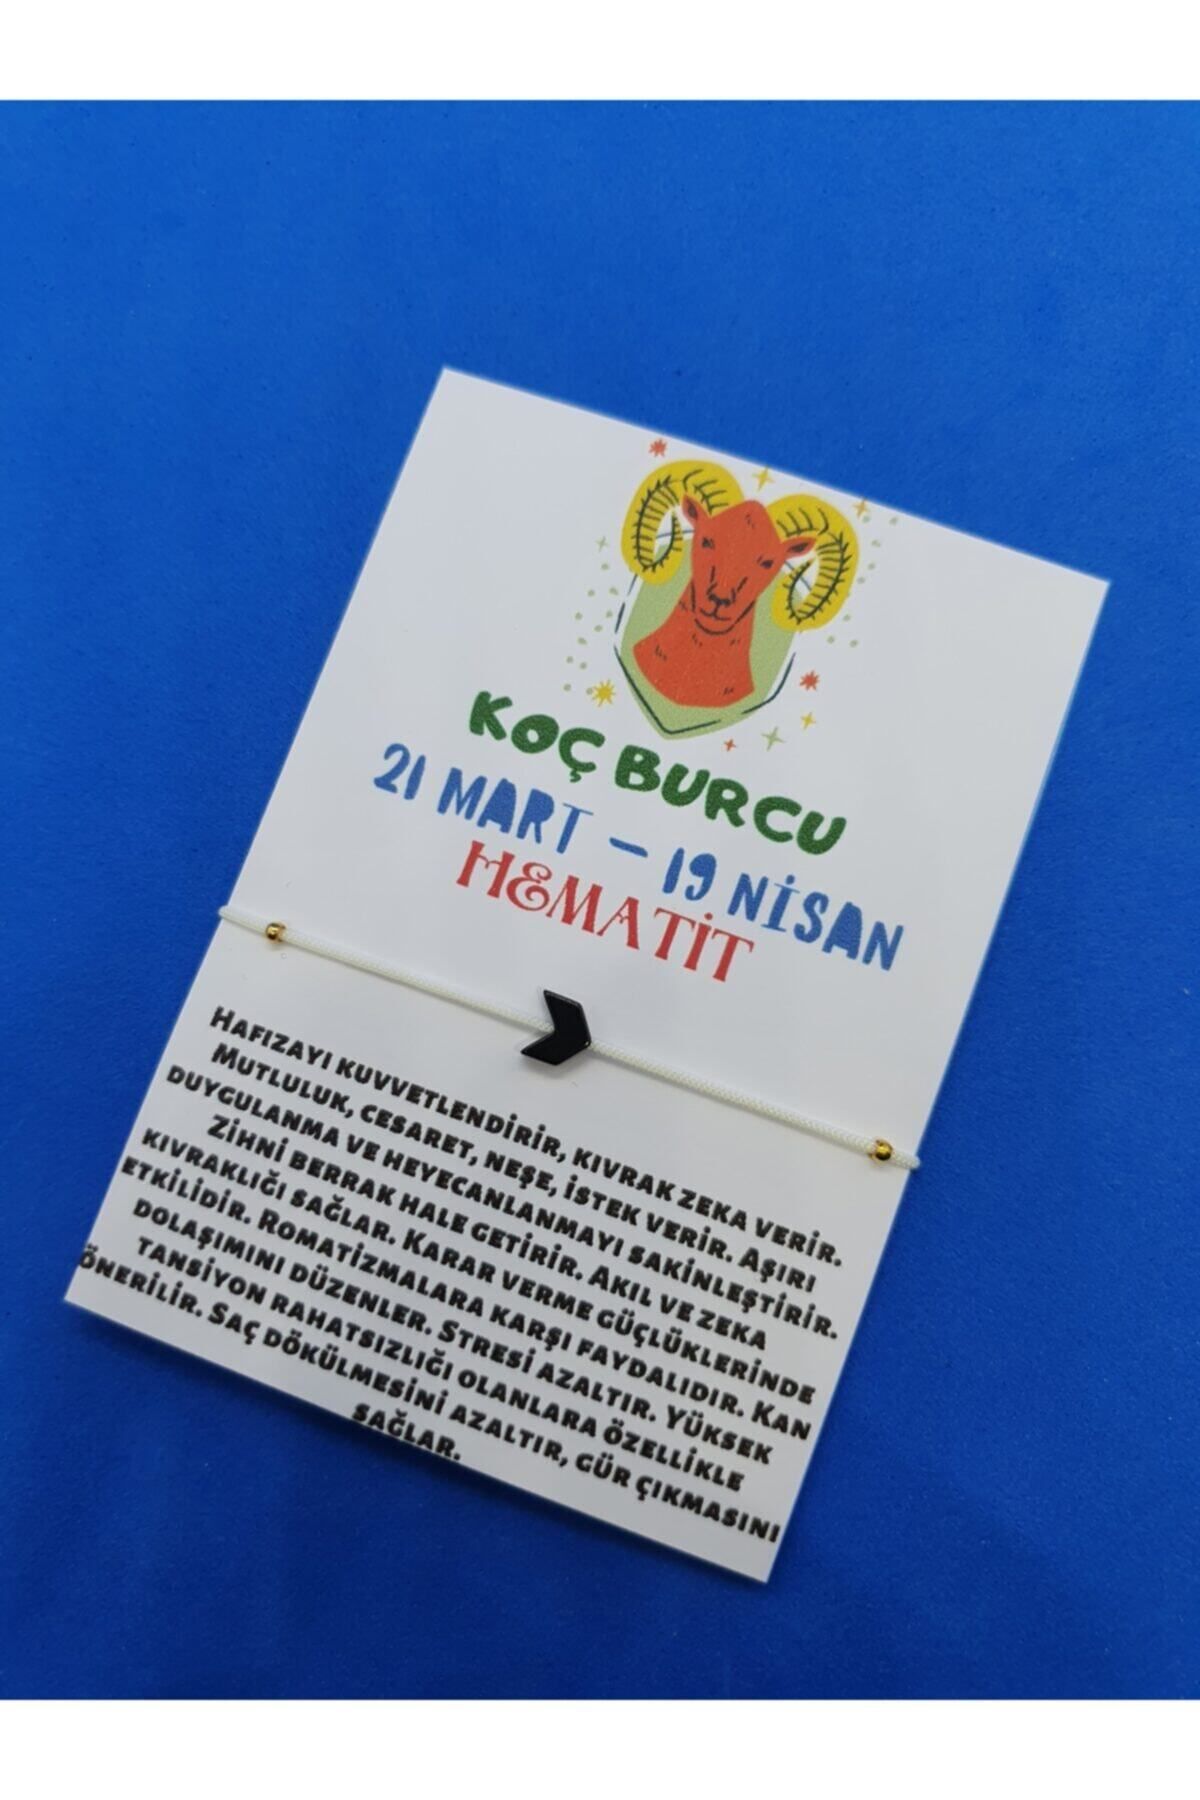 KOÇ BURCU
21 MART – 19 NİSAN
HEMATİT
HAFIZAYI KUVVETLENDİRİR, KIVRAK ZEKA VERİR.
MUTLULUK, CESARET, NEŞE, İSTEK VERİR. AŞIRI
DUYGULANMA VE HEYECANLANMAYI SAKİNLEŞTİRİR.
ZİHNİ BERRAK HALE GETİRİR. AKIL VE ZEKA
KIVRAKLIĞI SAĞLAR. KARAR VERME GÜÇLÜKLERİNDE
ETKİLİDİR. ROMATİZMALARA KARŞI FAYDALIDIR. KAN
DOLAŞIMINI DÜZENLER. STRESİ AZALTIR. YÜKSEK
TANSİYON RAHATSIZLIĞI OLANLARA ÖZELLİKLE
ÖNERİLİR. SAÇ DÖKÜLMESİNİ AZALTIR, GÜR ÇIKMASINI
SAĞLAR.